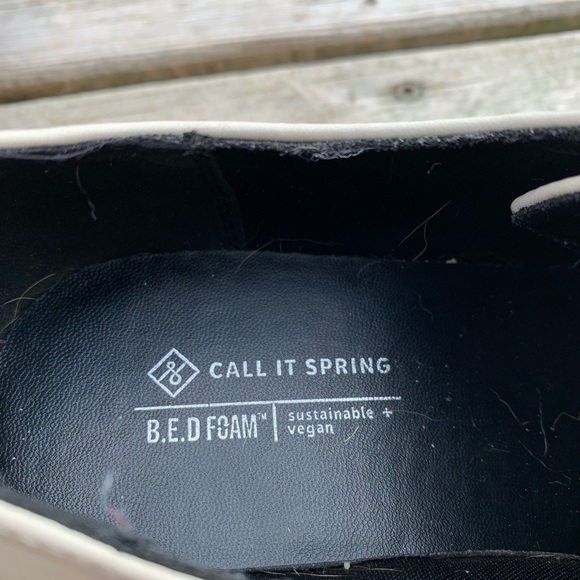 CALL IT SPRING
B.E.D FOAM™ sustainable +
vegan